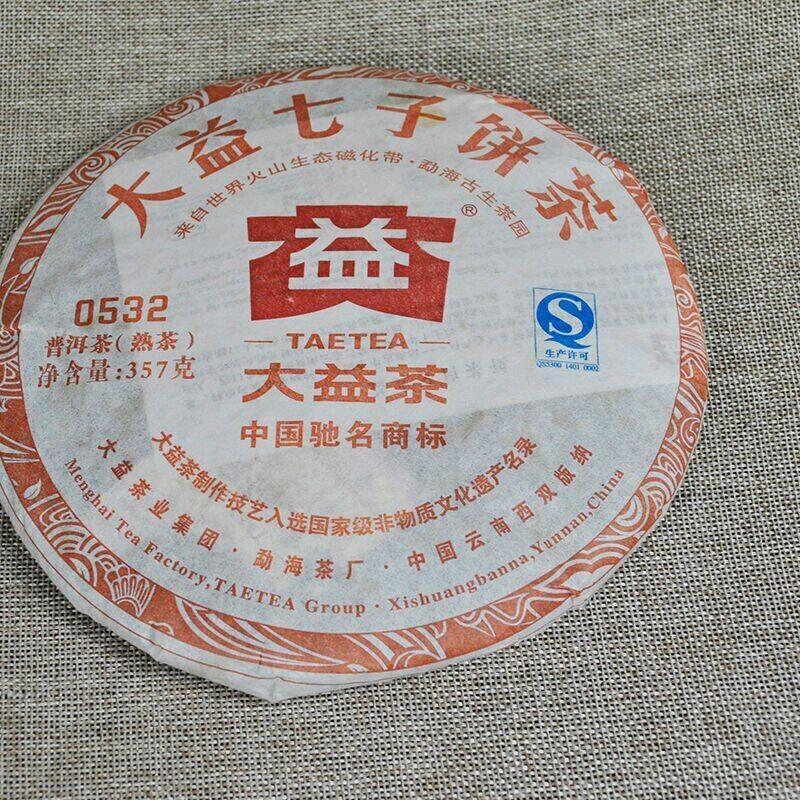 大益七子饼茶
来自世界火山生态磁化带·勐海古生茶园
益
®
— TAETEA —
大益茶
中国驰名商标
0532
普洱茶(熟茶)
净含量:357克
S
生产许可
QS5300 1401 0002
大益茶制作技艺入选国家级非物质文化遗产名录
大益茶业集团·勐海茶厂·中国云南西双版纳
Menghai Tea Factory,TAETEA Group · Xishuangbanna,Yunnan,China